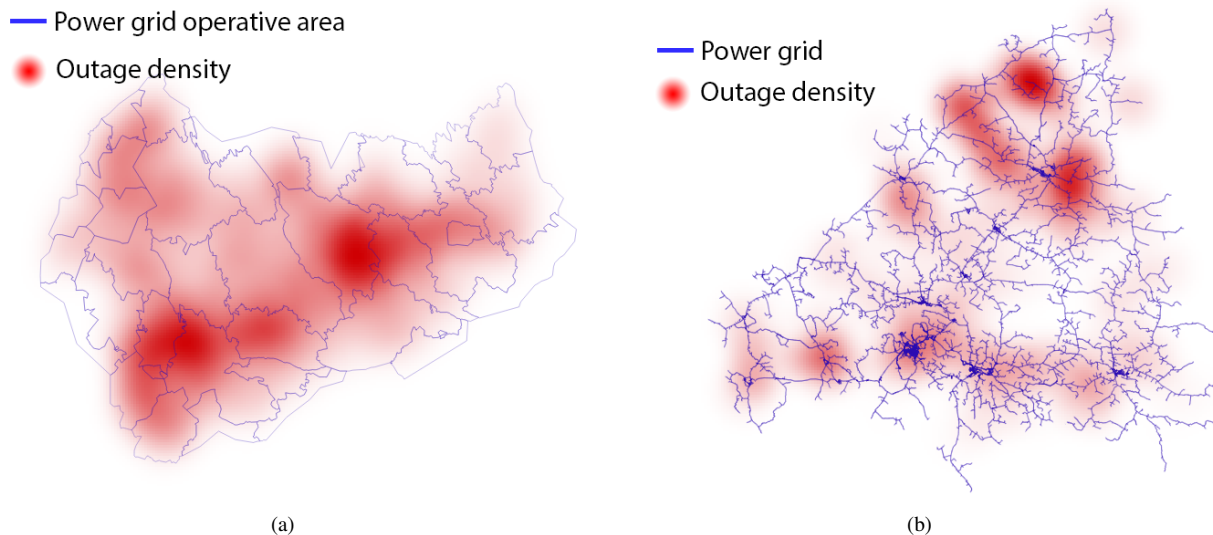 Power grid operative area
Outage density
Power grid
Outage density
(a)
(b)